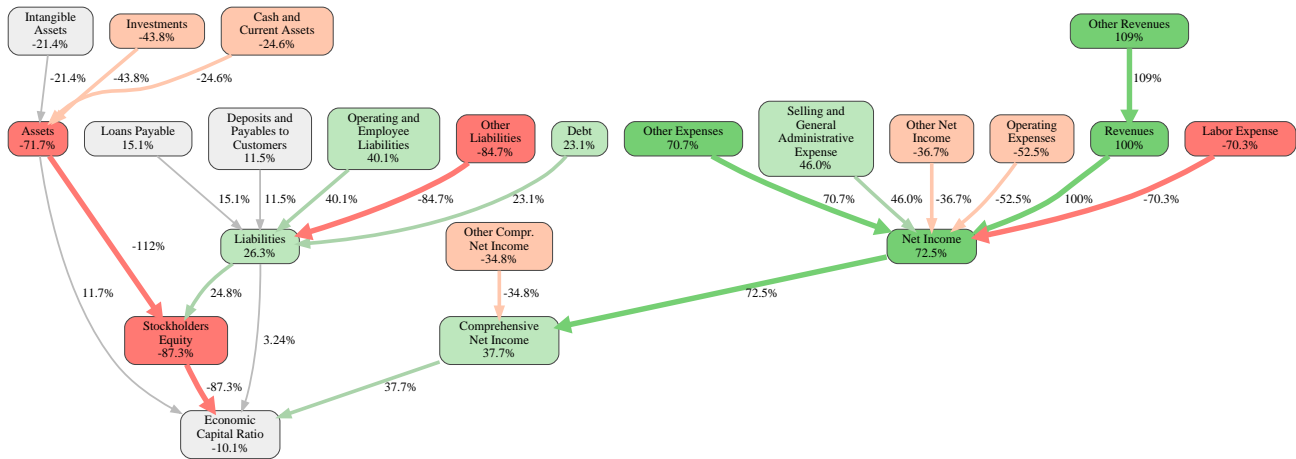 Intangible
Assets
-21.4%
Investments
-43.8%
Cash and
Current Assets
-24.6%
Other Revenues
109%
-21.4%
-43.8%
-24.6%
109%
Assets
-71.7%
Loans Payable
15.1%
Deposits and
Payables to
Customers
11.5%
Operating and
Employee
Liabilities
40.1%
Other
Liabilities
-84.7%
Debt
23.1%
Other Expenses
70.7%
Selling and
General
Administrative
Expense
46.0%
Other Net
Income
-36.7%
Operating
Expenses
-52.5%
Revenues
100%
Labor Expense
-70.3%
15.1%
11.5%
40.1%
-84.7%
23.1%
70.7%
46.0%
-36.7%
-52.5%
100%
-70.3%
-112%
Liabilities
26.3%
Other Compr.
Net Income
-34.8%
Net Income
72.5%
11.7%
24.8%
-34.8%
72.5%
Stockholders
Equity
-87.3%
3.24%
Comprehensive
Net Income
37.7%
-87.3%
37.7%
Economic
Capital Ratio
-10.1%